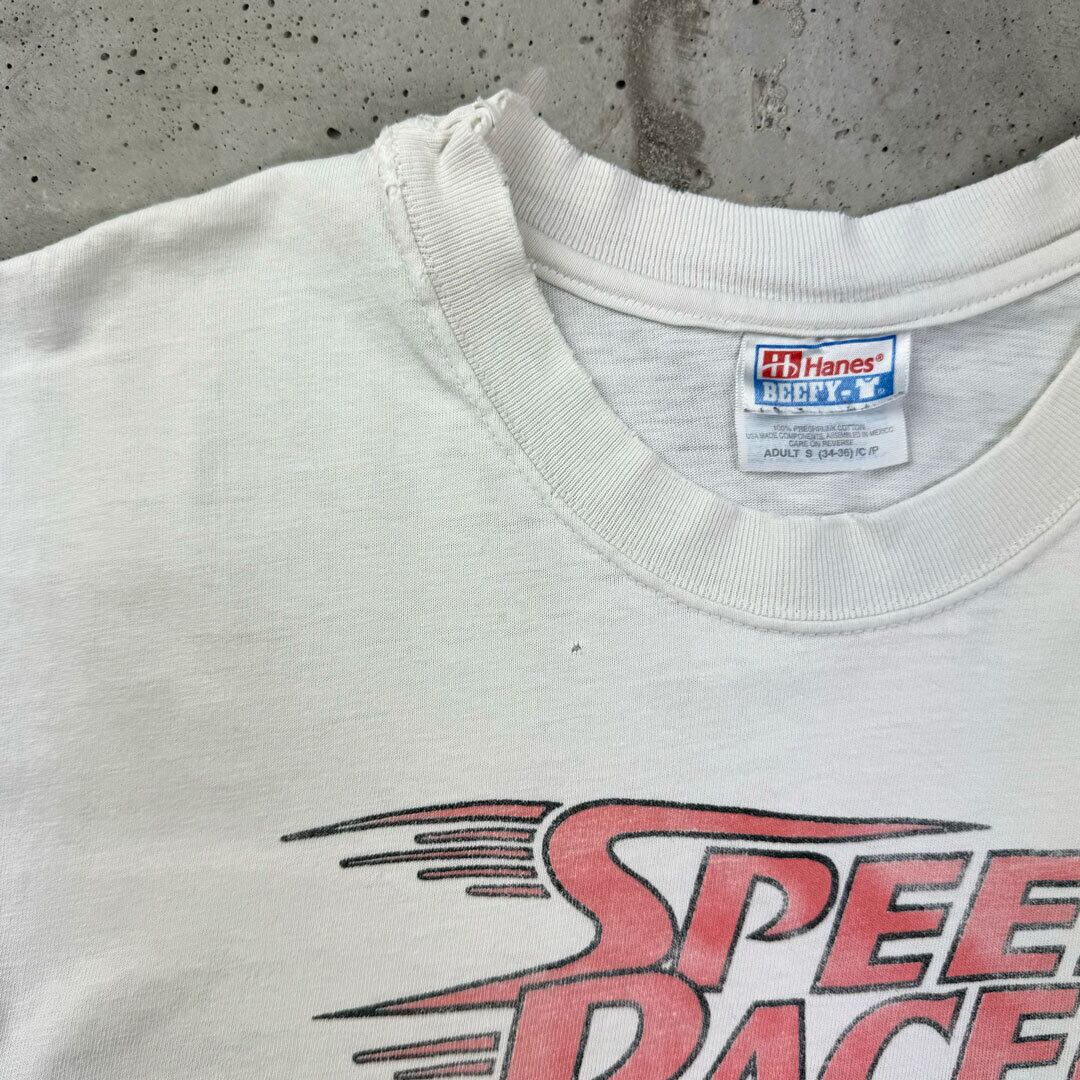 Hanes®
BEEFY-T®
100% PRESHRUNK COTTON
USA MADE COMPONENTS, ASSEMBLED IN MEXICO
CARE ON REVERSE
ADULT S (34-36) /C /P
SPEE
RACE